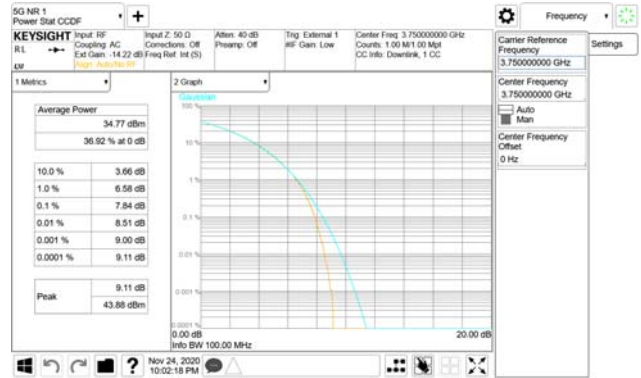 5G NR 1
Power Stat CCDF
Frequency
KEYSIGHT
RL
Input: RF
Coupling: AC
Ext Gain: -14.22 dB
Align: Auto/No RF
Input Z: 50 Ω
Corrections: Off
Freq Ref: Int (S)
Atten: 40 dB
Preamp: Off
Trig: External 1
#IF Gain: Low
Center Freq: 3.750000000 GHz
Counts: 1.00 M/1.00 Mpt
CC Info: Downlink, 1 CC
Carrier Reference
Frequency
3.750000000 GHz
Settings
Center Frequency
3.750000000 GHz
Auto
Man
Center Frequency
Offset
0 Hz
1 Metrics
Average Power
34.77 dBm
36.92 % at 0 dB
10.0 % 3.66 dB
1.0 % 6.58 dB
0.1 % 7.84 dB
0.01 % 8.51 dB
0.001 % 9.00 dB
0.0001 % 9.11 dB
Peak
9.11 dB
43.88 dBm
2 Graph
Gaussian
100 %
10 %
1 %
0.1 %
0.01 %
0.001 %
0.0001 %
0.00 dB
20.00 dB
Info BW 100.00 MHz
Nov 24, 2020
10:02:18 PM